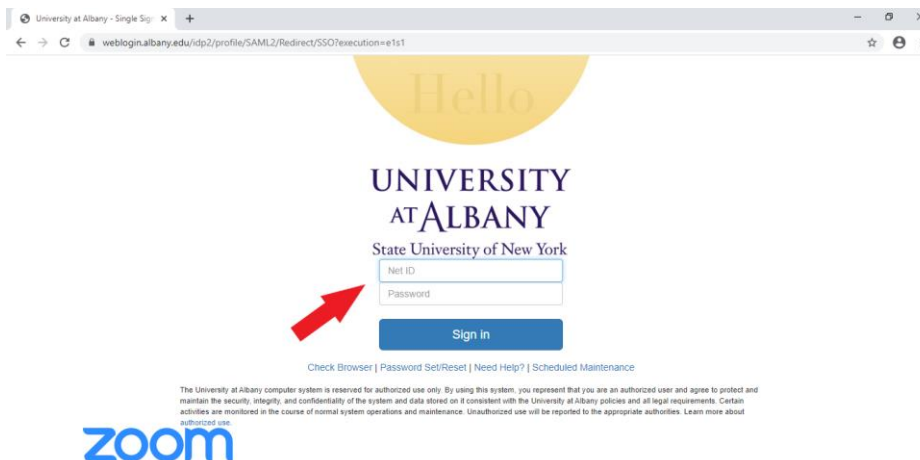 University at Albany - Single Sig
weblogin.albany.edu/idp2/profile/SAML2/Redirect/SSO?execution=e1s1
Hello
UNIVERSITY
AT ALBANY
State University of New York
Net ID
Password
Sign in
Check Browser | Password Set/Reset | Need Help? | Scheduled Maintenance
The University at Albany computer system is reserved for authorized use only. By using this system, you represent that you are an authorized user and agree to protect and
maintain the security, integrity, and confidentiality of the system and data stored on it consistent with the University at Albany policies and all legal requirements. Certain
activities are monitored in the course of normal system operations and maintenance. Unauthorized use will be reported to the appropriate authorities. Learn more about
authorized use.
zoom